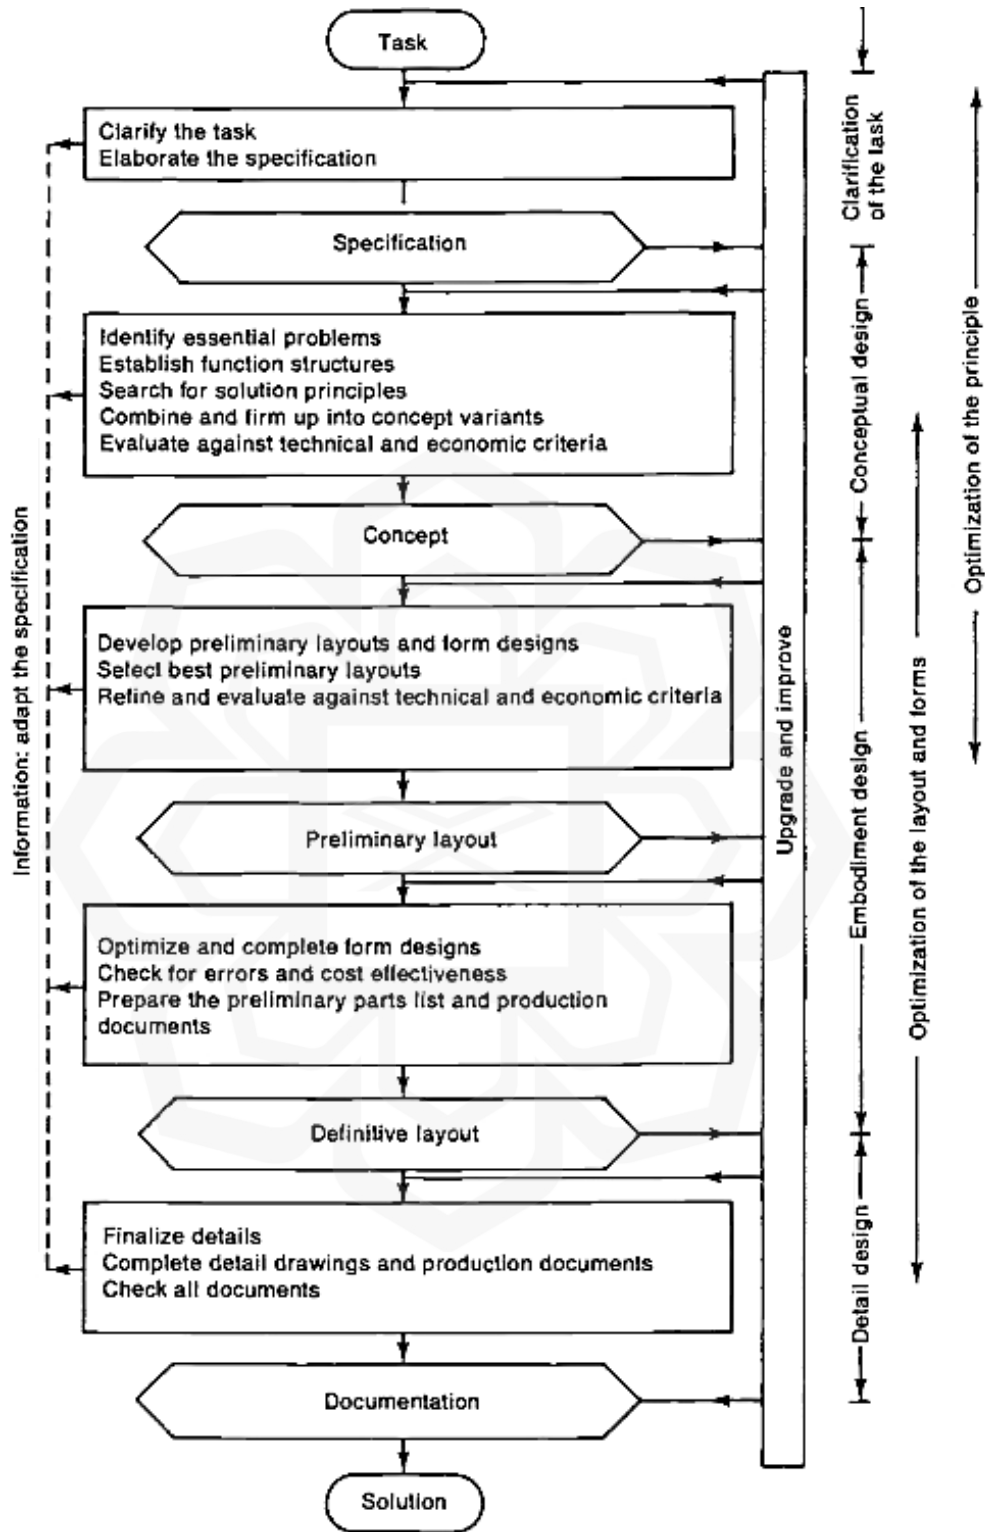 Task
Clarify the task
Elaborate the specification
Specification
Identify essential problems
Establish function structures
Search for solution principles
Combine and firm up into concept variants
Evaluate against technical and economic criteria
Concept
Develop preliminary layouts and form designs
Select best preliminary layouts
Refine and evaluate against technical and economic criteria
Preliminary layout
Optimize and complete form designs
Check for errors and cost effectiveness
Prepare the preliminary parts list and production
documents
Definitive layout
Finalize details
Complete detail drawings and production documents
Check all documents
Documentation
Solution
Information: adapt the specification
Upgrade and improve
Clarification
of the task
Conceptual design
Embodiment design
Detail design
Optimization of the layout and forms
Optimization of the principle